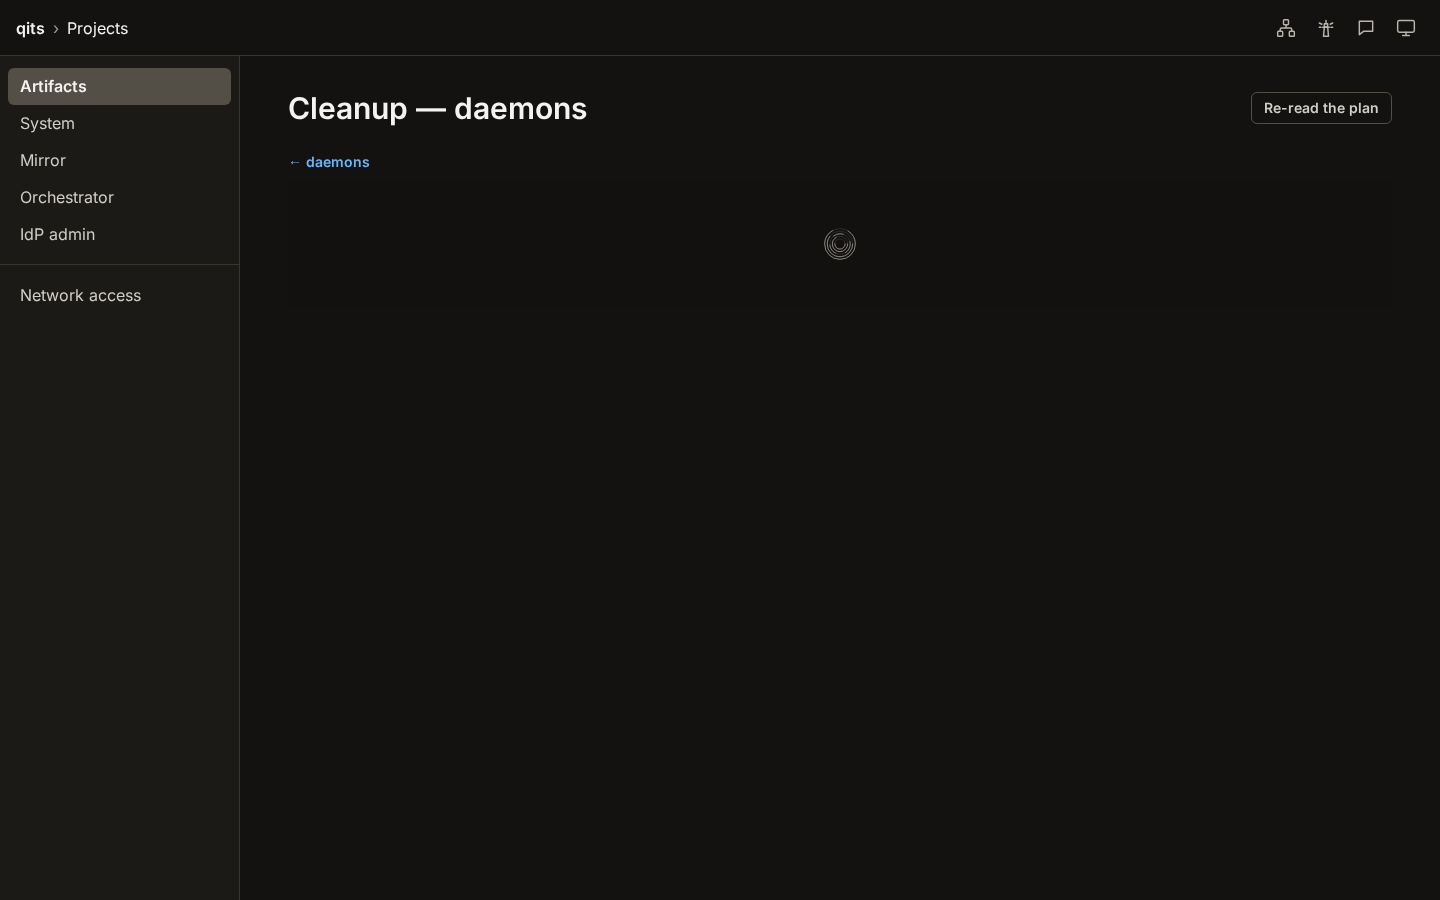 qits › Projects
Artifacts
System
Mirror
Orchestrator
IdP admin
Network access
Cleanup — daemons
Re-read the plan
← daemons